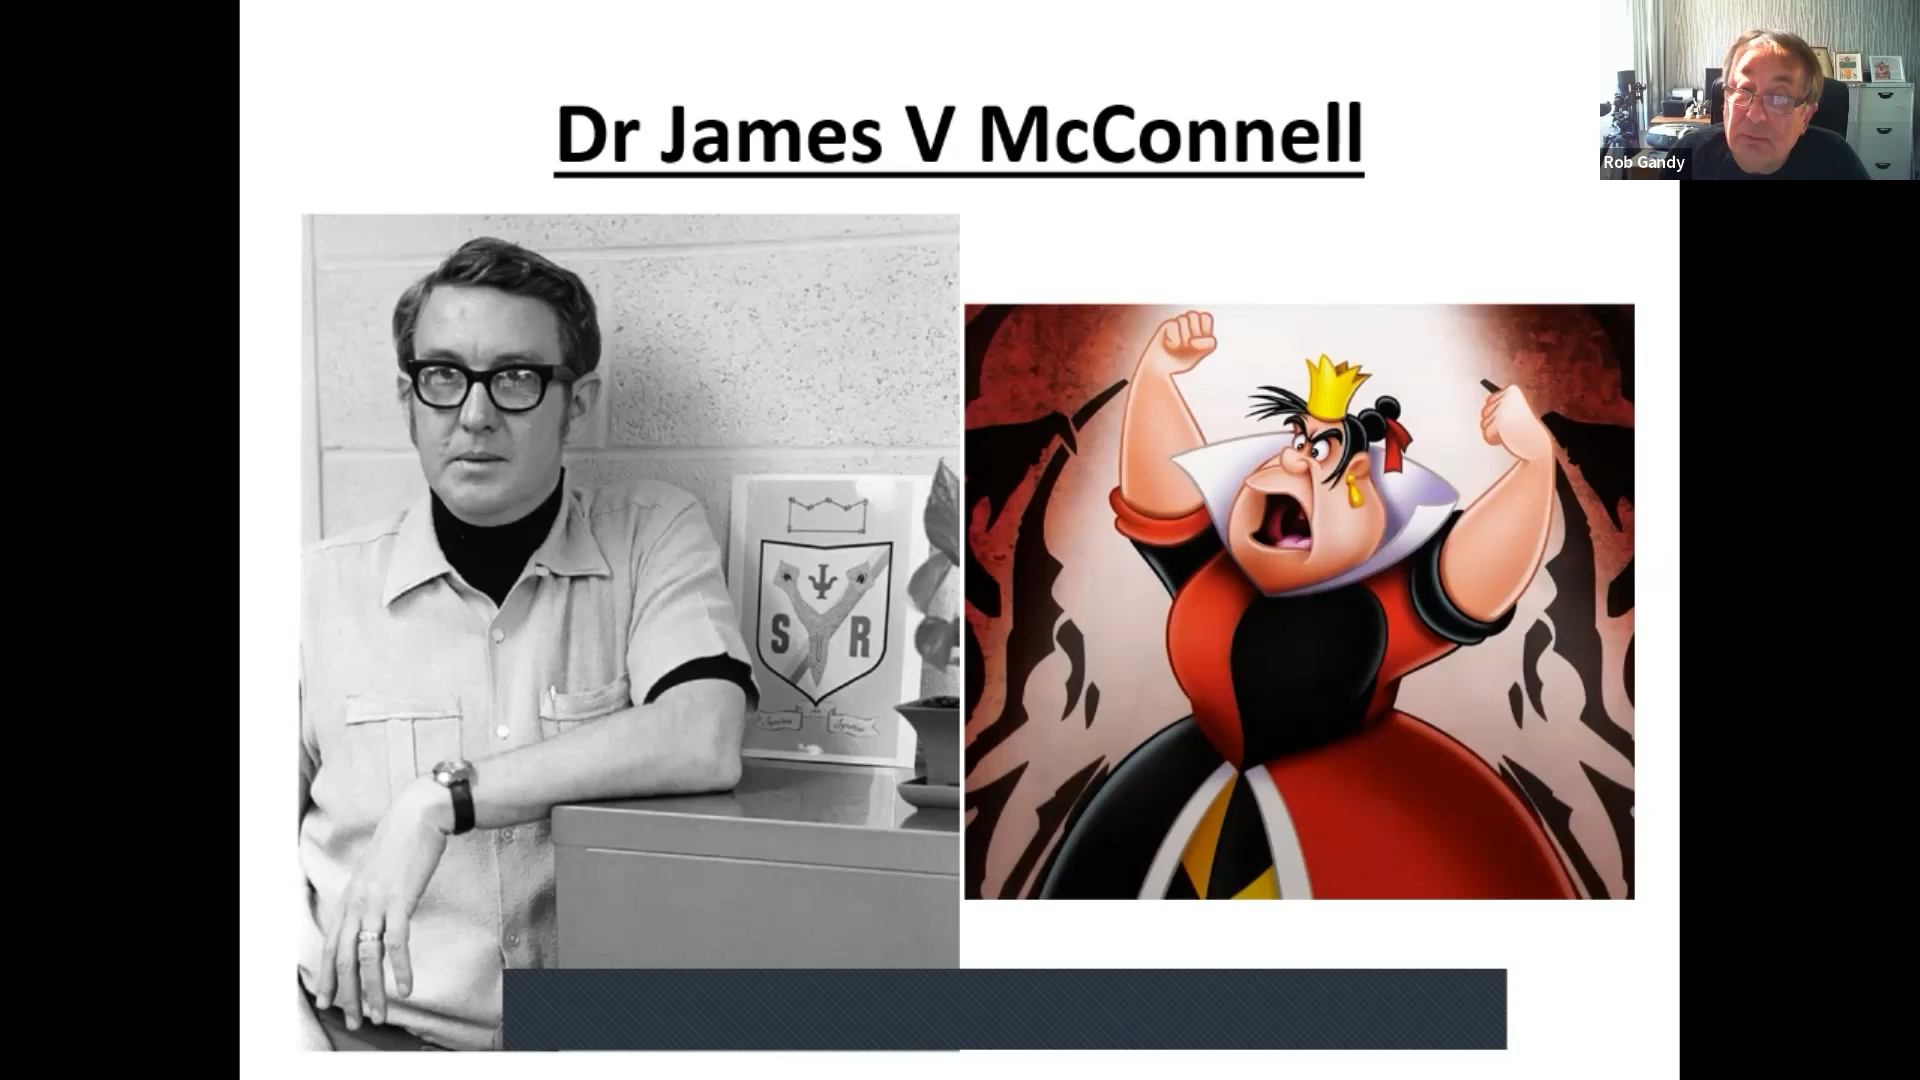 Dr James V McConnell
Rob Gandy
Ψ
S R